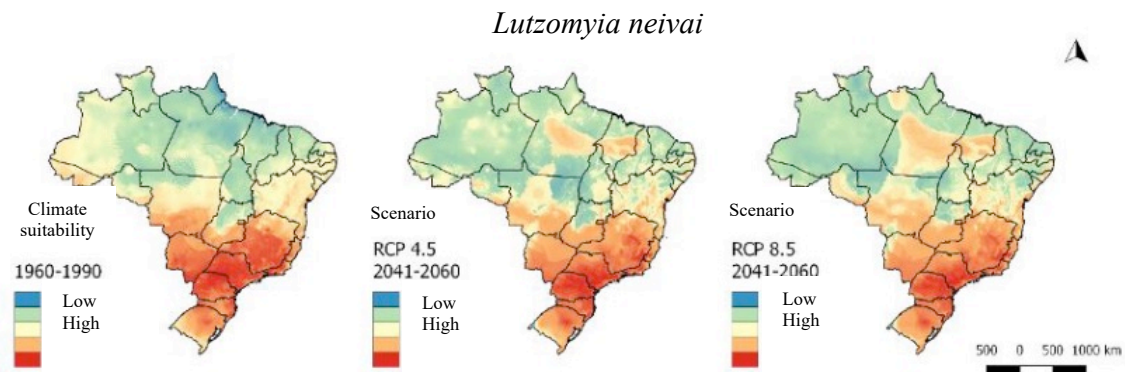 Lutzomyia neivai
Climate
suitability
1960-1990
Low
High
Scenario
RCP 4.5
2041-2060
Low
High
Scenario
RCP 8.5
2041-2060
Low
High
500 0 500 1000 km